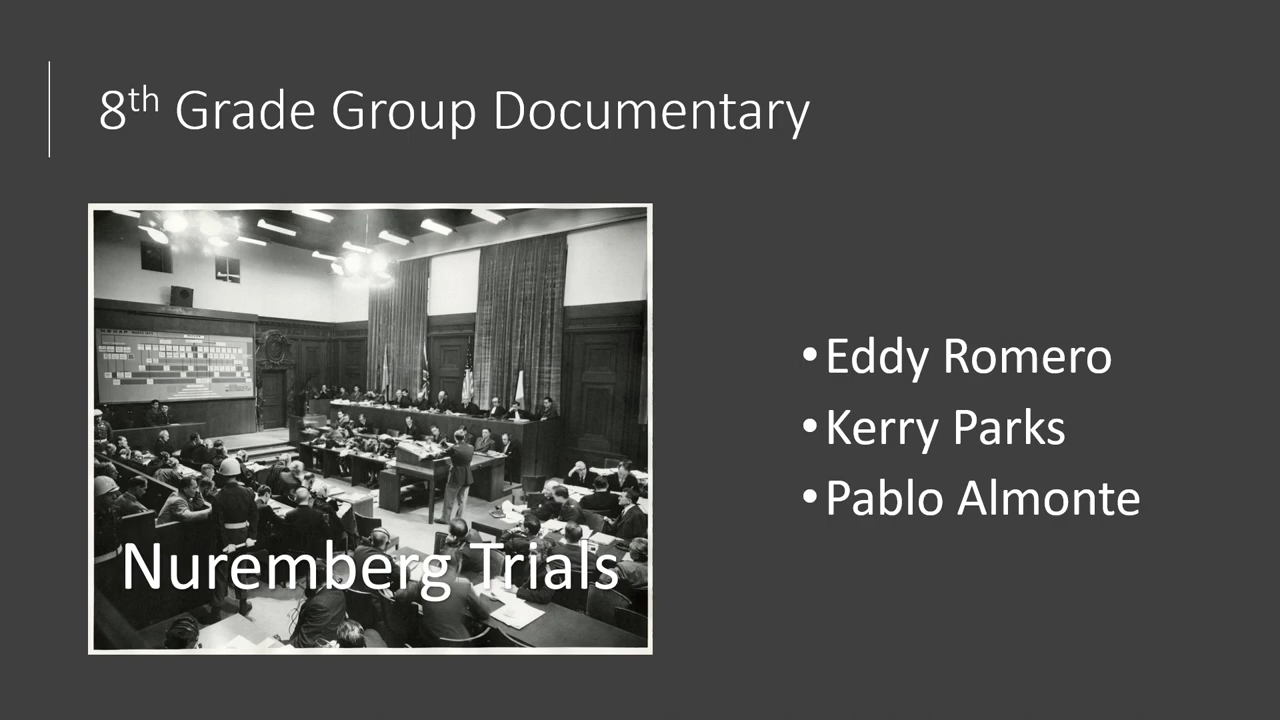 8th Grade Group Documentary
Nuremberg Trials
•Eddy Romero
•Kerry Parks
•Pablo Almonte